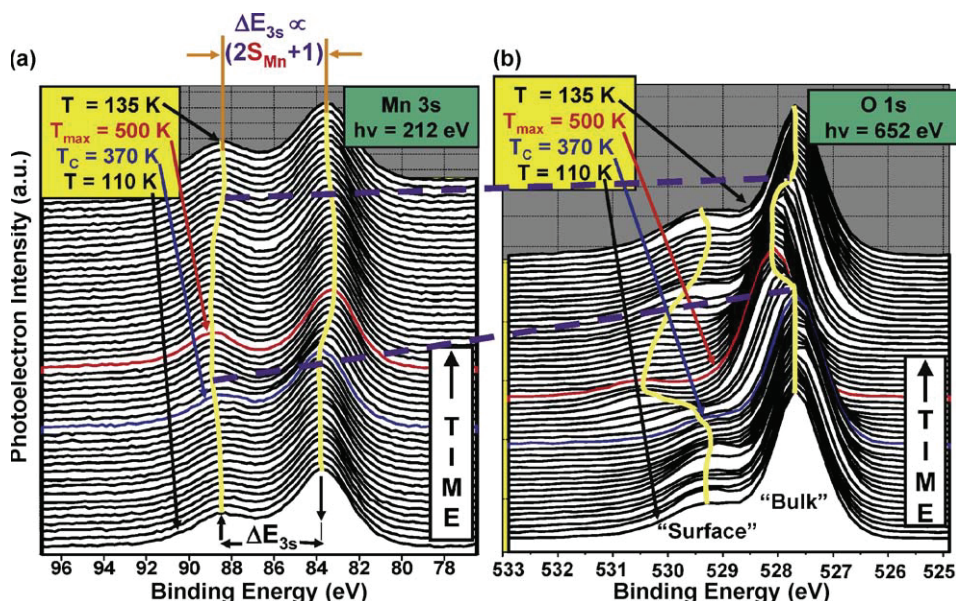 ΔE3s ∝
(2SMn+1)
(a)
T = 135 K
Tmax = 500 K
TC = 370 K
T = 110 K
Mn 3s
hν = 212 eV
Photoelectron Intensity (a.u.)
TIME
ΔE3s
96 94 92 90 88 86 84 82 80 78
Binding Energy (eV)
(b)
T = 135 K
Tmax = 500 K
TC = 370 K
T = 110 K
O 1s
hν = 652 eV
TIME
"Bulk"
"Surface"
533 532 531 530 529 528 527 526 525
Binding Energy (eV)